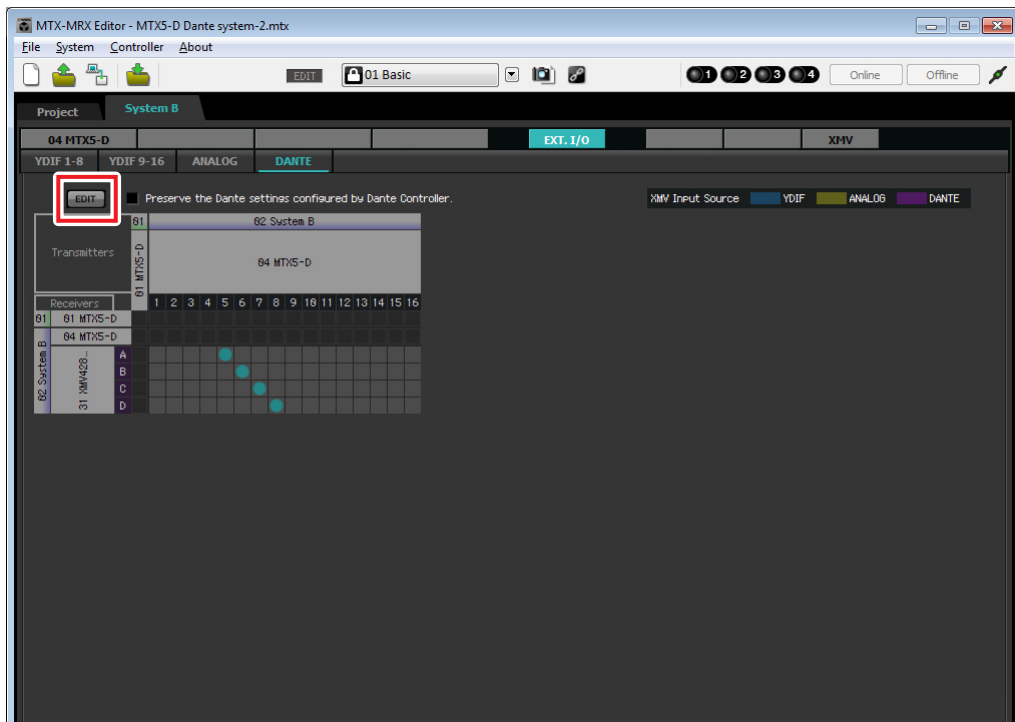 MTX-MRX Editor - MTX5-D Dante system-2.mtx
File System Controller About
EDIT 01 Basic 1 2 3 4 Online Offline
Project System B
04 MTX5-D EXT. I/O XMV
YDIF 1-8 YDIF 9-16 ANALOG DANTE
EDIT Preserve the Dante settings configured by Dante Controller. XMV Input Source YDIF ANALOG DANTE
01 02 System B
Transmitters 01 MTX5-D 04 MTX5-D
Receivers 1 2 3 4 5 6 7 8 9 10 11 12 13 14 15 16
01 01 MTX5-D
04 MTX5-D
02 System B 31 XMV428...
A
B
C
D